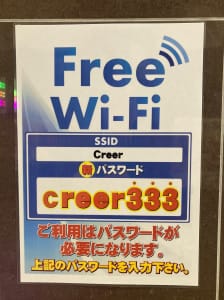 Free
Wi-Fi
SSID
Creer
パスワード
creer333
ご利用はパスワードが
必要になります。
上記のパスワードを入力下さい。